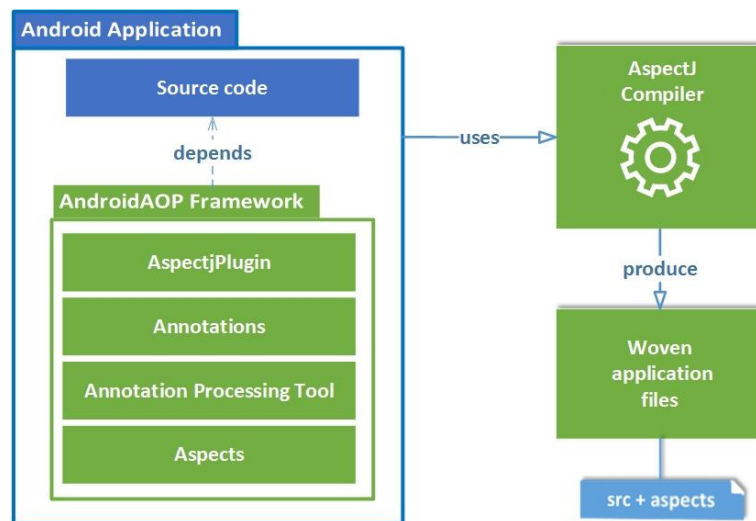 Android Application
Source code
depends
AndroidAOP Framework
AspectjPlugin
Annotations
Annotation Processing Tool
Aspects
uses
AspectJ
Compiler
produce
Woven
application
files
src + aspects